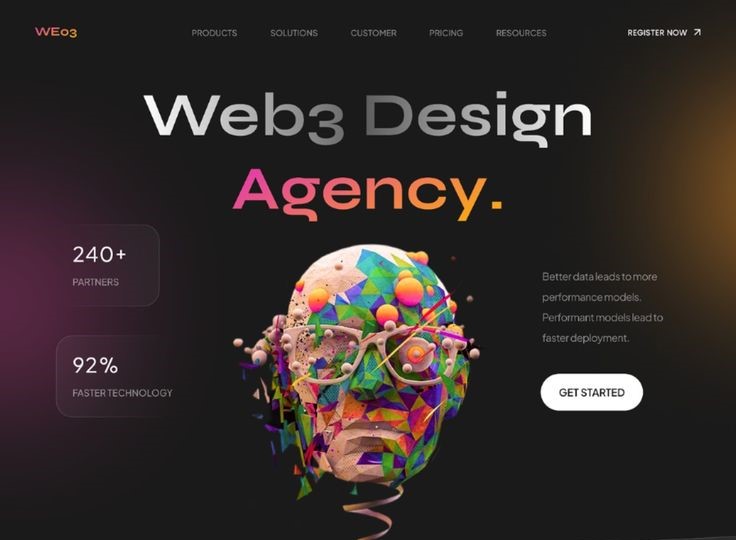 WE03
PRODUCTS
SOLUTIONS
CUSTOMER
PRICING
RESOURCES
REGISTER NOW
Web3 Design
Agency.
240+
PARTNERS
92%
FASTER TECHNOLOGY
Better data leads to more
performance models.
Performant models lead to
faster deployment.
GET STARTED